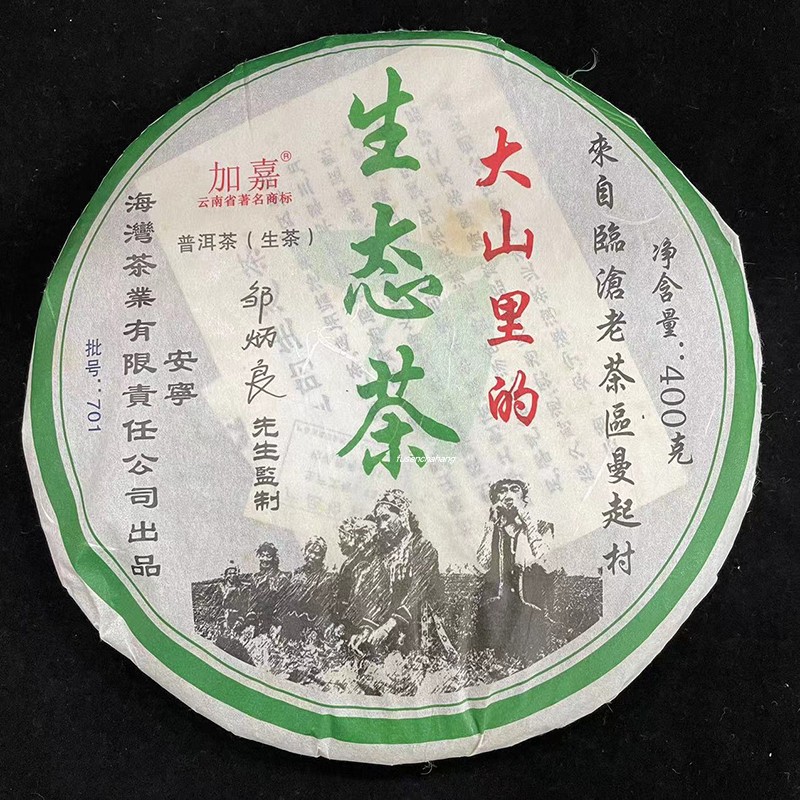 净含量:400克
來自臨滄老茶區曼起村
大山里的
生态茶
加嘉®
云南省著名商标
普洱茶（生茶）
邹炳良先生監制
安寧
海灣茶業有限責任公司出品
批号:701
fusenchahang